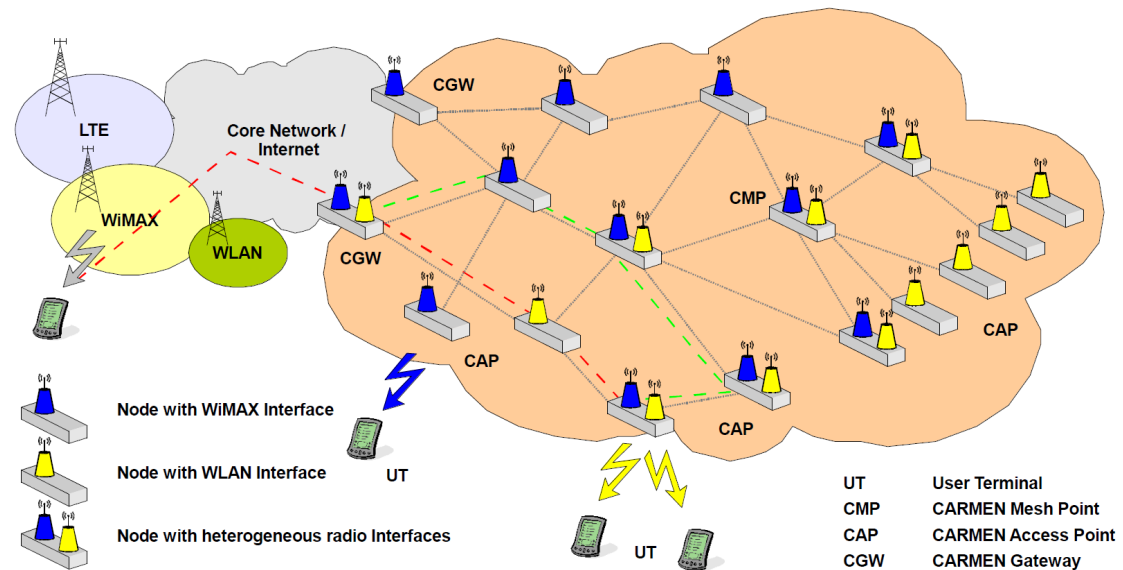 CGW
LTE
Core Network /
Internet
WiMAX
CMP
WLAN
CGW
CAP
CAP
CAP
Node with WiMAX Interface
UT
Node with WLAN Interface
UT
Node with heterogeneous radio Interfaces
UT User Terminal
CMP CARMEN Mesh Point
CAP CARMEN Access Point
CGW CARMEN Gateway